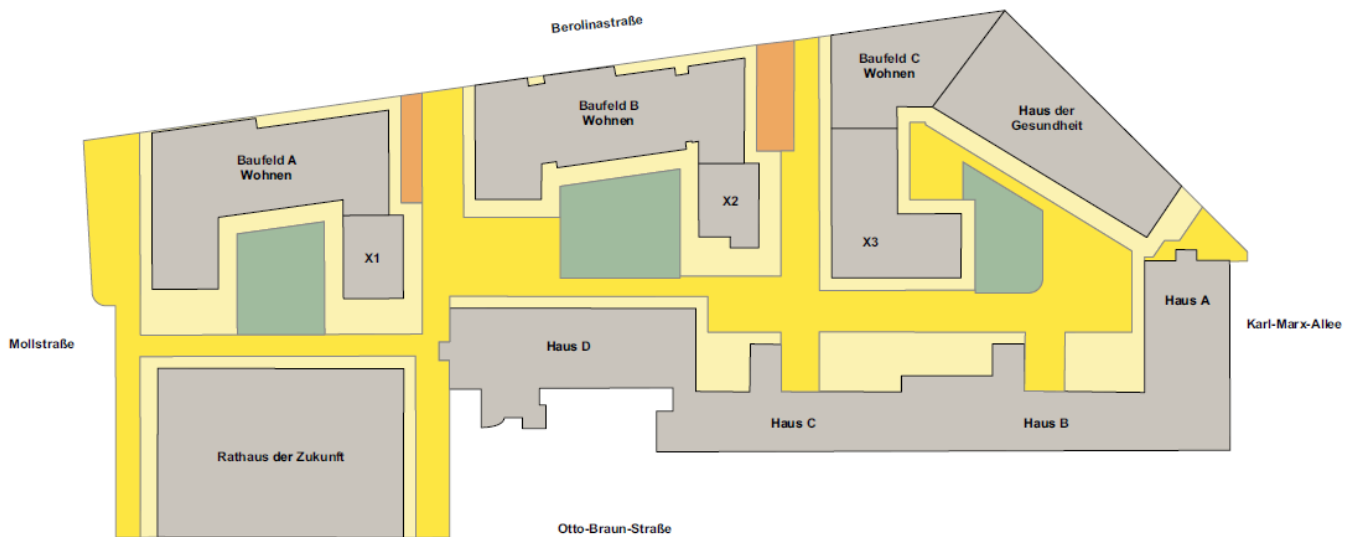 Berolinastraße
Baufeld C
Wohnen
Baufeld B
Wohnen
Haus der
Gesundheit
Baufeld A
Wohnen
X2
X3
X1
Haus A
Karl-Marx-Allee
Mollstraße
Haus D
Haus C
Haus B
Rathaus der Zukunft
Otto-Braun-Straße